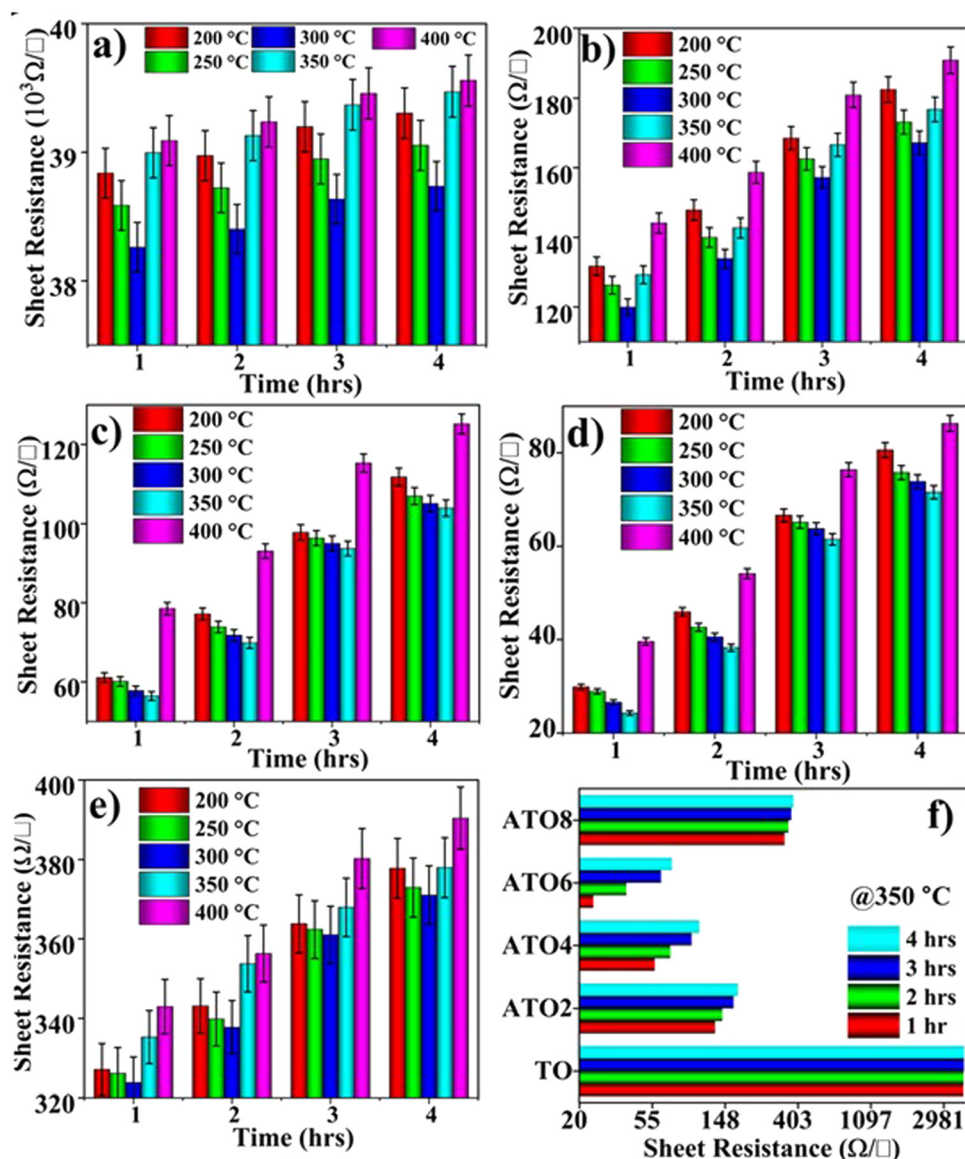 a)
200 °C 300 °C 400 °C
250 °C 350 °C
Sheet Resistance (10³Ω/□)
40
39
38
1 2 3 4
Time (hrs)
b)
200 °C
250 °C
300 °C
350 °C
400 °C
Sheet Resistance (Ω/□)
200
180
160
140
120
1 2 3 4
Time (hrs)
c)
200 °C
250 °C
300 °C
350 °C
400 °C
Sheet Resistance (Ω/□)
120
100
80
60
1 2 3 4
Time (hrs)
d)
200 °C
250 °C
300 °C
350 °C
400 °C
Sheet Resistance (Ω/□)
80
60
40
20
1 2 3 4
Time (hrs)
e)
200 °C
250 °C
300 °C
350 °C
400 °C
Sheet Resistance (Ω/□)
400
380
360
340
320
1 2 3 4
Time (hrs)
f)
ATO8
ATO6
ATO4
ATO2
TO
@350 °C
4 hrs
3 hrs
2 hrs
1 hr
20 55 148 403 1097 2981
Sheet Resistance (Ω/□)